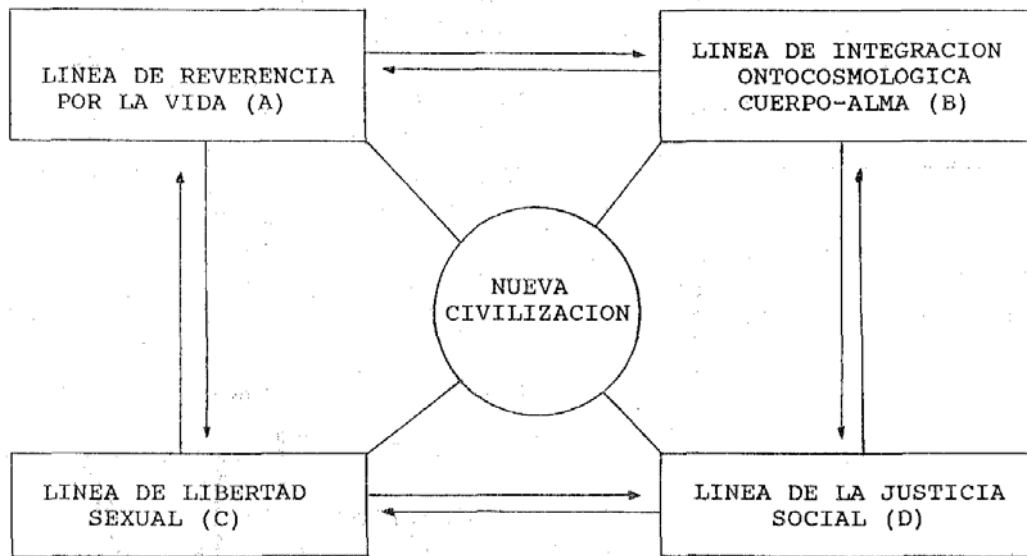 LINEA DE REVERENCIA
POR LA VIDA (A)
LINEA DE INTEGRACION
ONTOCOSMOLOGICA
CUERPO-ALMA (B)
NUEVA
CIVILIZACION
LINEA DE LIBERTAD
SEXUAL (C)
LINEA DE LA JUSTICIA
SOCIAL (D)